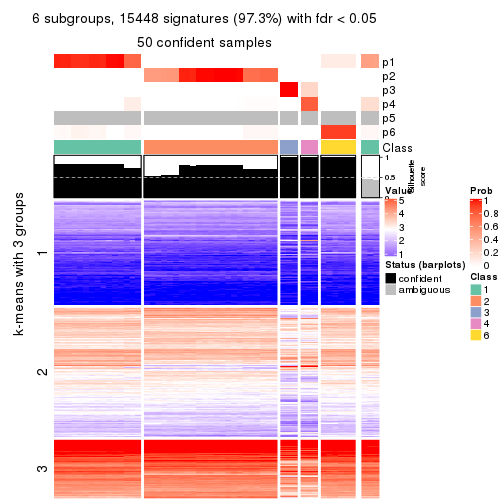 6 subgroups, 15448 signatures (97.3%) with fdr < 0.05
50 confident samples
p1
p2
p3
p4
p5
p6
Class
1
0.5
0
Silhouette
score
k-means with 3 groups
1
2
3
Value
5
4
3
2
1
Status (barplots)
confident
ambiguous
Prob
1
0.8
0.6
0.4
0.2
0
Class
1
2
3
4
6